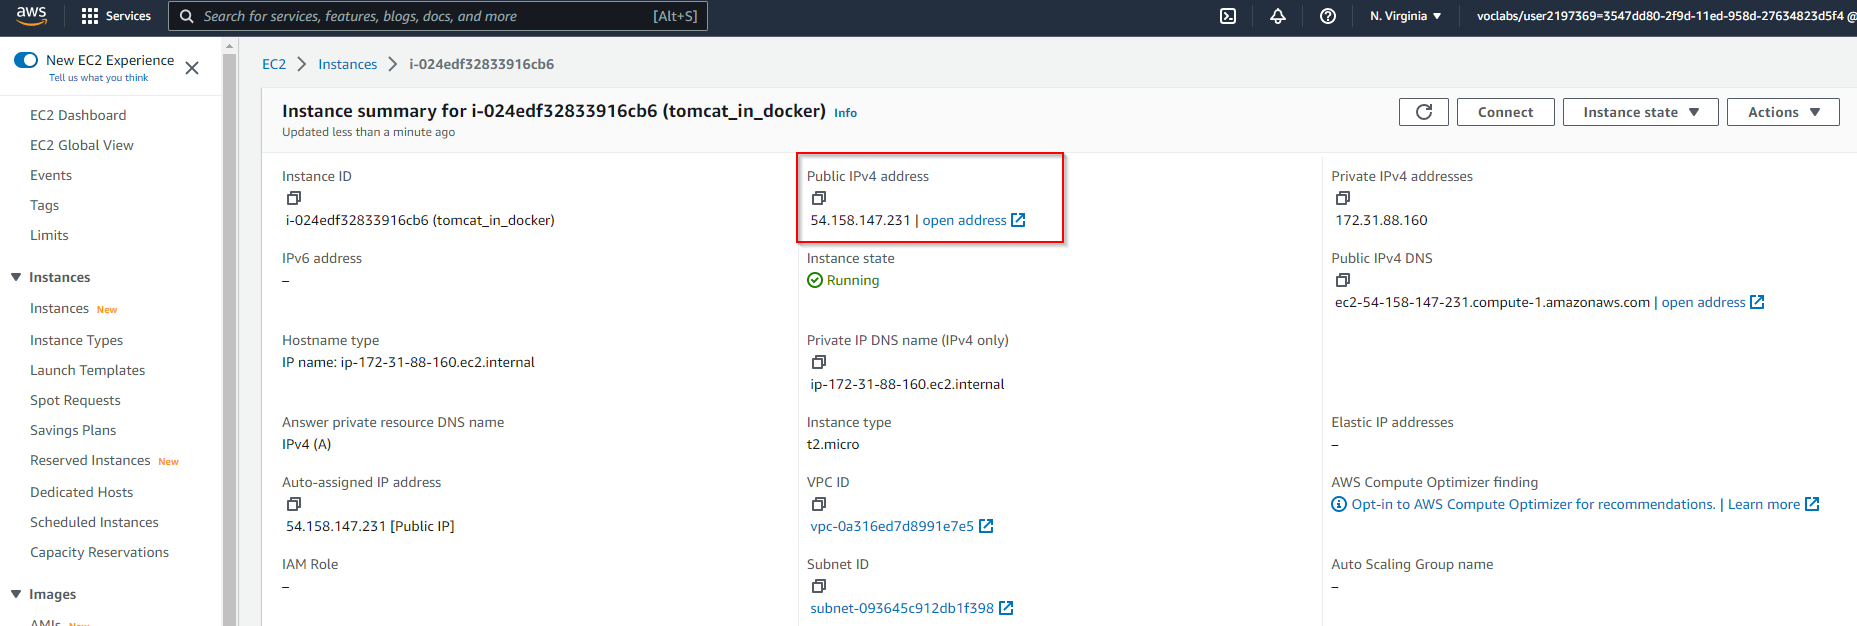 aws
Services
Search for services, features, blogs, docs, and more
[Alt+S]
N. Virginia
voclabs/user2197369=3547dd80-2f9d-11ed-958d-27634823d5f4 @
New EC2 Experience
Tell us what you think
EC2 Dashboard
EC2 Global View
Events
Tags
Limits
Instances
Instances New
Instance Types
Launch Templates
Spot Requests
Savings Plans
Reserved Instances New
Dedicated Hosts
Scheduled Instances
Capacity Reservations
Images
AMIs New
EC2 > Instances > i-024edf32833916cb6
Instance summary for i-024edf32833916cb6 (tomcat_in_docker) Info
Updated less than a minute ago
Connect
Instance state
Actions
Instance ID
i-024edf32833916cb6 (tomcat_in_docker)
Public IPv4 address
54.158.147.231 | open address
Private IPv4 addresses
172.31.88.160
IPv6 address
–
Instance state
Running
Public IPv4 DNS
ec2-54-158-147-231.compute-1.amazonaws.com | open address
Hostname type
IP name: ip-172-31-88-160.ec2.internal
Private IP DNS name (IPv4 only)
ip-172-31-88-160.ec2.internal
Answer private resource DNS name
IPv4 (A)
Instance type
t2.micro
Elastic IP addresses
–
Auto-assigned IP address
54.158.147.231 [Public IP]
VPC ID
vpc-0a316ed7d8991e7e5
AWS Compute Optimizer finding
Opt-in to AWS Compute Optimizer for recommendations. | Learn more
IAM Role
–
Subnet ID
subnet-093645c912db1f398
Auto Scaling Group name
–